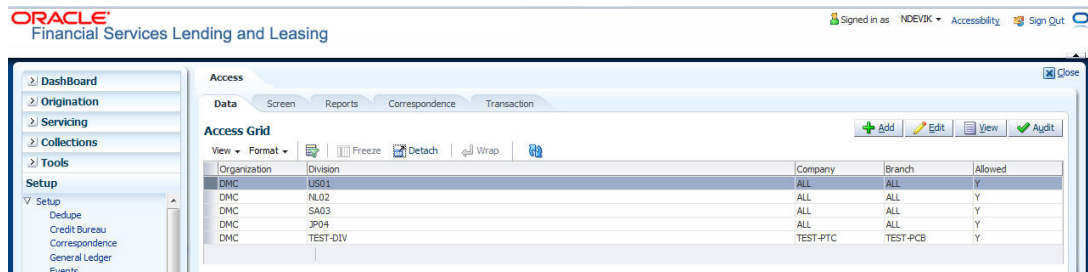 ORACLE
Signed in as NDEVIK Accessibility Sign Out
Financial Services Lending and Leasing
Close
DashBoard
Origination
Servicing
Collections
Tools
Setup
Setup
Dedupe
Credit Bureau
Correspondence
General Ledger
Events
Access
Data Screen Reports Correspondence Transaction
Access Grid
Add Edit View Audit
View Format Freeze Detach Wrap
Organization Division Company Branch Allowed
DMC US01 ALL ALL Y
DMC NL02 ALL ALL Y
DMC SA03 ALL ALL Y
DMC JP04 ALL ALL Y
DMC TEST-DIV TEST-PTC TEST-PCB Y